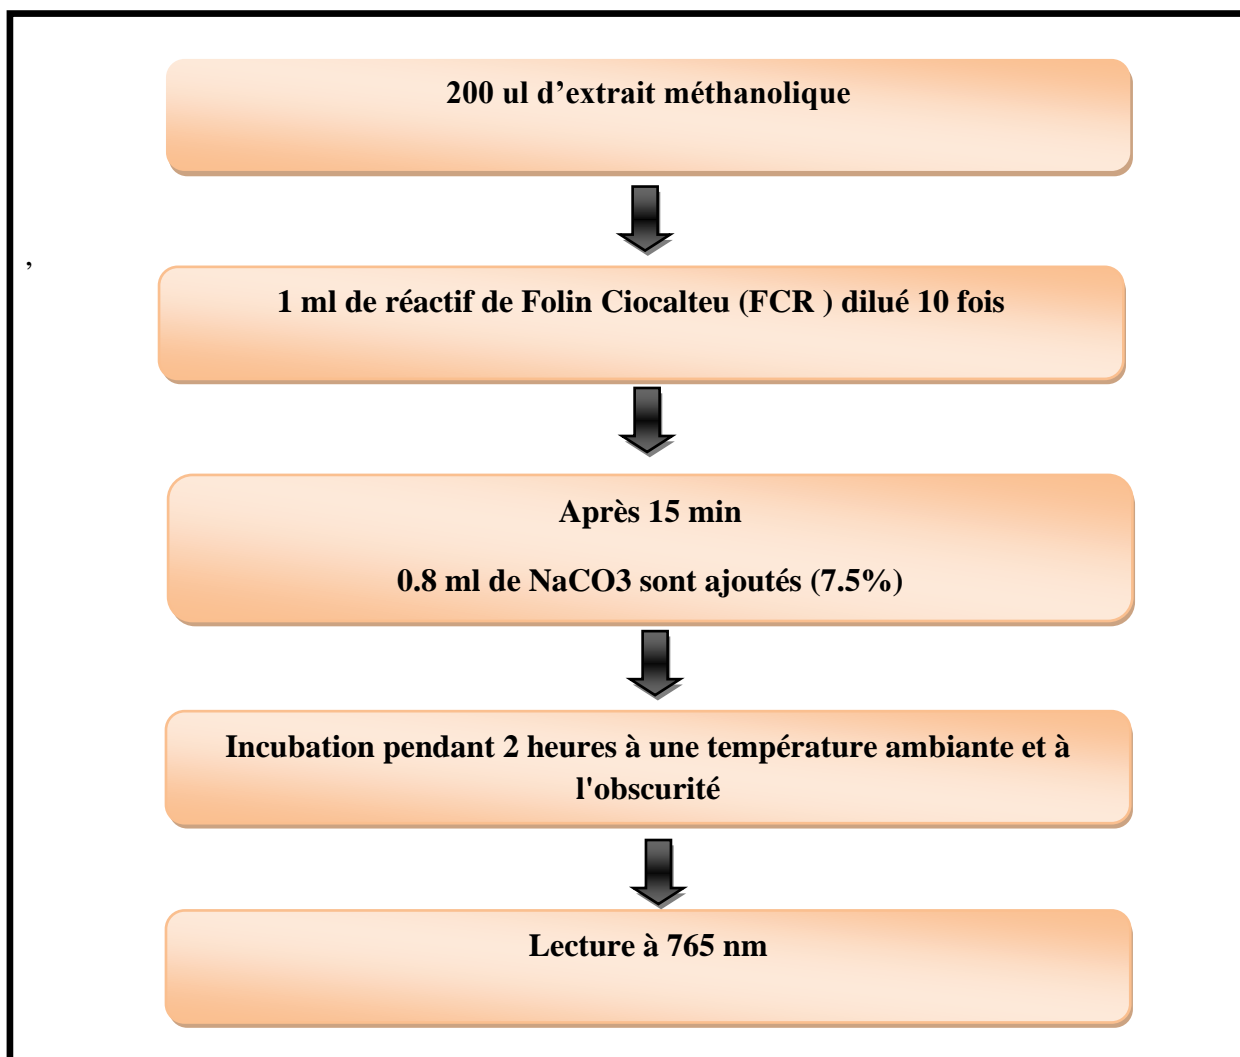 200 ul d’extrait méthanolique
,
1 ml de réactif de Folin Ciocalteu (FCR ) dilué 10 fois
Après 15 min
0.8 ml de NaCO3 sont ajoutés (7.5%)
Incubation pendant 2 heures à une température ambiante et à
l'obscurité
Lecture à 765 nm